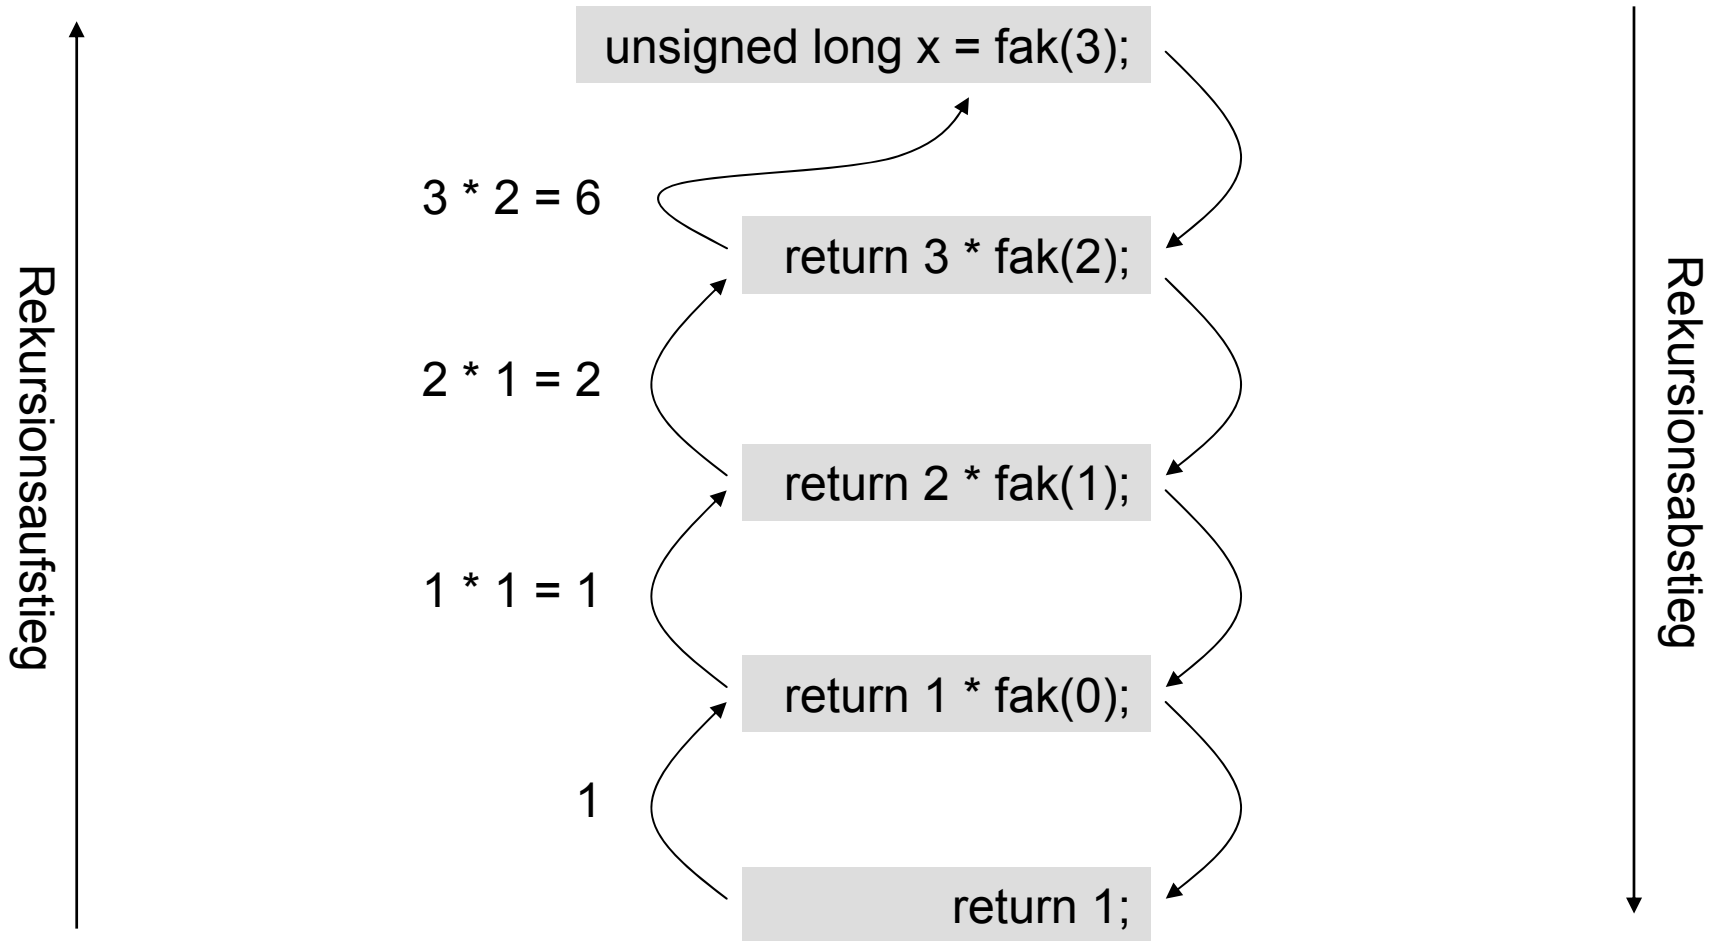 unsigned long x = fak(3);
3 * 2 = 6
return 3 * fak(2);
2 * 1 = 2
return 2 * fak(1);
1 * 1 = 1
return 1 * fak(0);
1
return 1;
Rekursionsaufstieg
Rekursionsabstieg